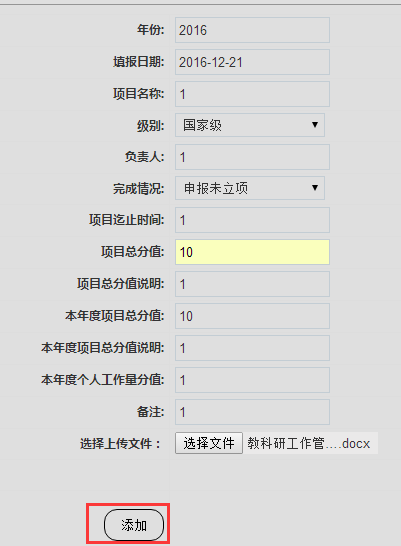 年份: 2016
填报日期: 2016-12-21
项目名称: 1
级别: 国家级
负责人: 1
完成情况: 申报未立项
项目迄止时间: 1
项目总分值: 10
项目总分值说明: 1
本年度项目总分值: 10
本年度项目总分值说明: 1
本年度个人工作量分值: 1
备注: 1
选择上传文件： 选择文件 教科研工作管....docx
添加